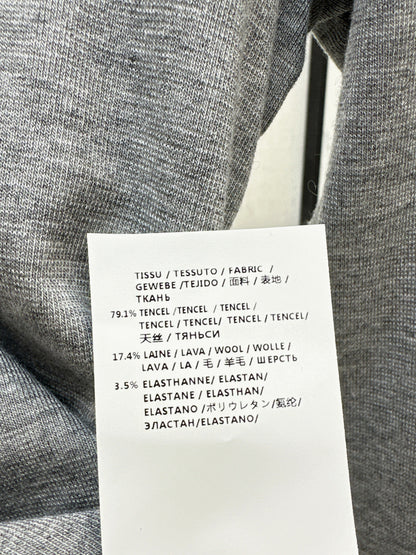 TISSU / TESSUTO / FABRIC /
GEWEBE /TEJIDO / 面料 / 表地 /
ТКАНЬ
79.1% TENCEL /TENCEL / TENCEL /
TENCEL / TENCEL/ TENCEL / TENCEL/
天丝 / ТЯНЬСИ
17.4% LAINE / LAVA / WOOL / WOLLE /
LAVA / LA / 毛 / 羊毛 / ШЕРСТЬ
3.5% ELASTHANNE/ ELASTAN/
ELASTANE / ELASTHAN/
ELASTANO /ポリウレタン/氨纶/
ЭЛАСТАН/ELASTANO/